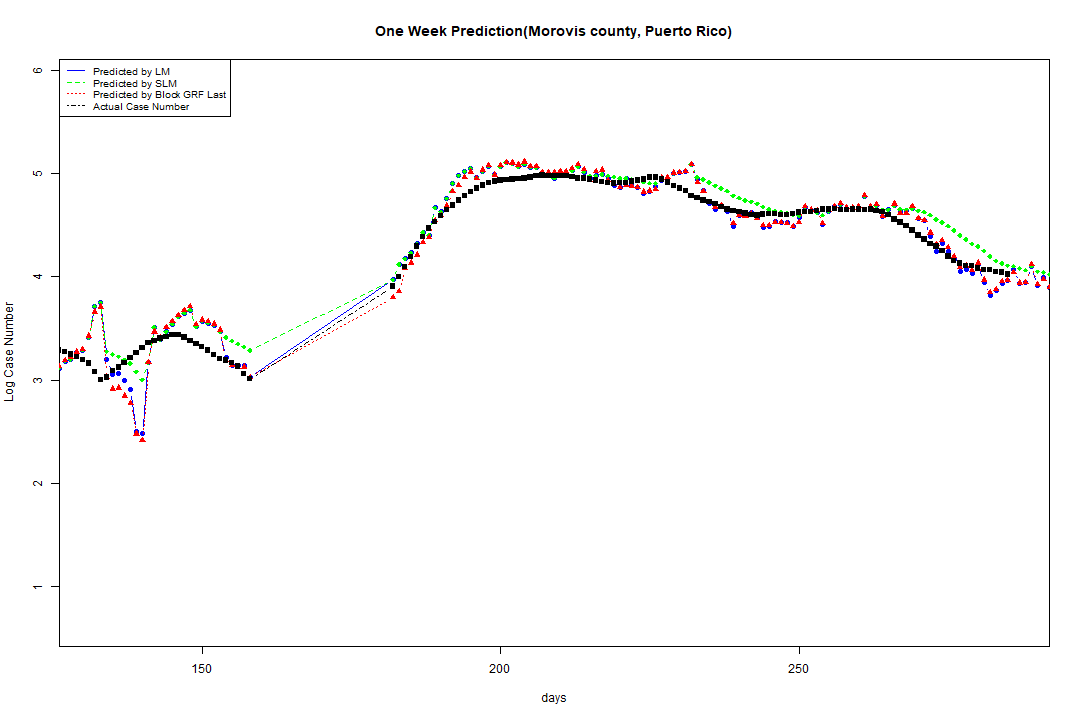 One Week Prediction(Morovis county, Puerto Rico)
Predicted by LM
Predicted by SLM
Predicted by Block GRF Last
Actual Case Number
6
5
4
3
2
1
Log Case Number
150
200
250
days